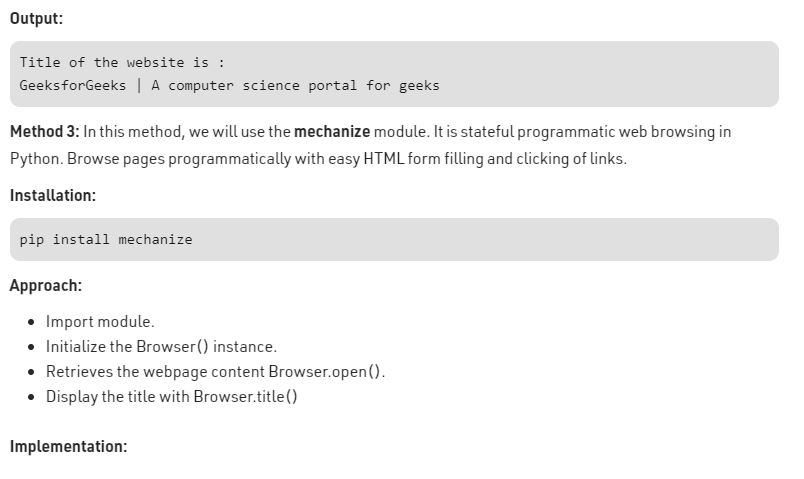 Output:
Title of the website is :
GeeksforGeeks | A computer science portal for geeks
Method 3: In this method, we will use the mechanize module. It is stateful programmatic web browsing in
Python. Browse pages programmatically with easy HTML form filling and clicking of links.
Installation:
pip install mechanize
Approach:
• Import module.
• Initialize the Browser() instance.
• Retrieves the webpage content Browser.open().
• Display the title with Browser.title()
Implementation: